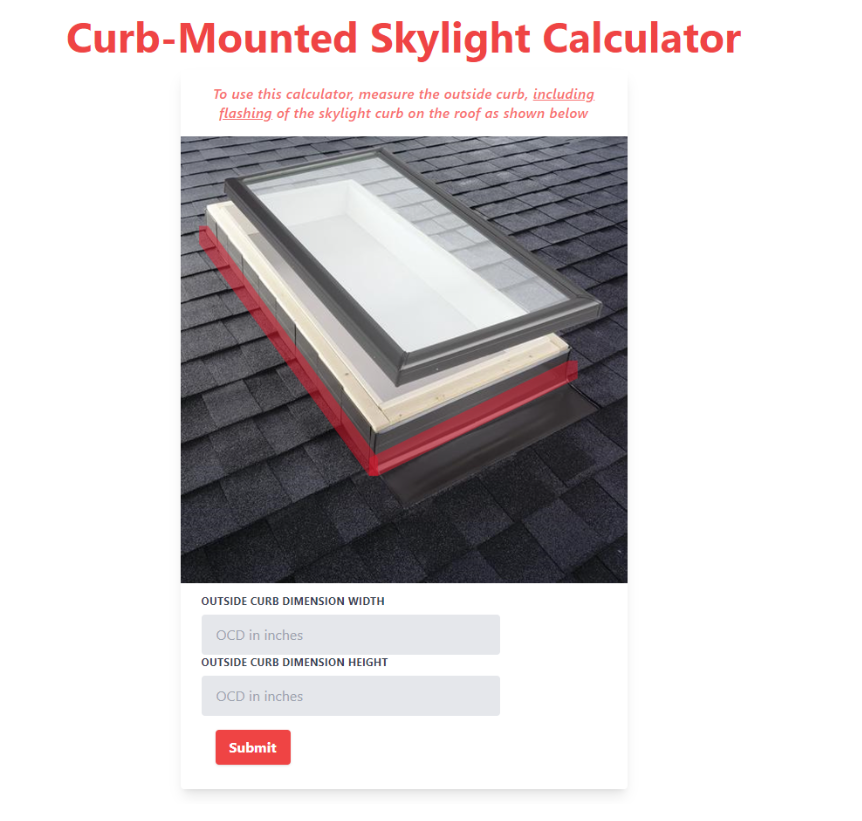 Curb-Mounted Skylight Calculator
To use this calculator, measure the outside curb, including
flashing of the skylight curb on the roof as shown below
OUTSIDE CURB DIMENSION WIDTH
OCD in inches
OUTSIDE CURB DIMENSION HEIGHT
OCD in inches
Submit